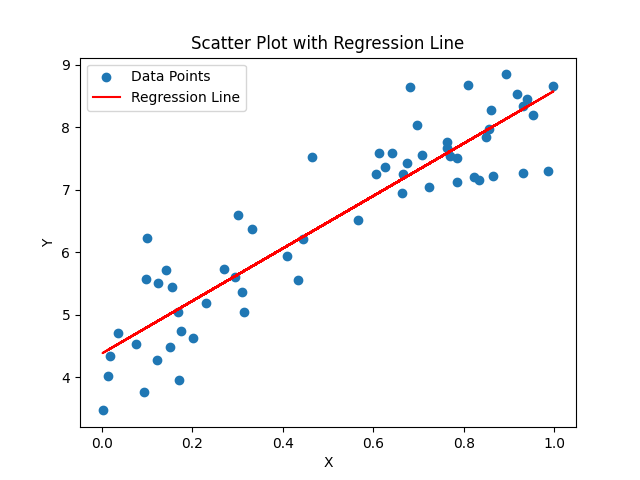 Scatter Plot with Regression Line
Data Points
Regression Line
9
8
7
6
5
4
Y
0.0 0.2 0.4 0.6 0.8 1.0
X